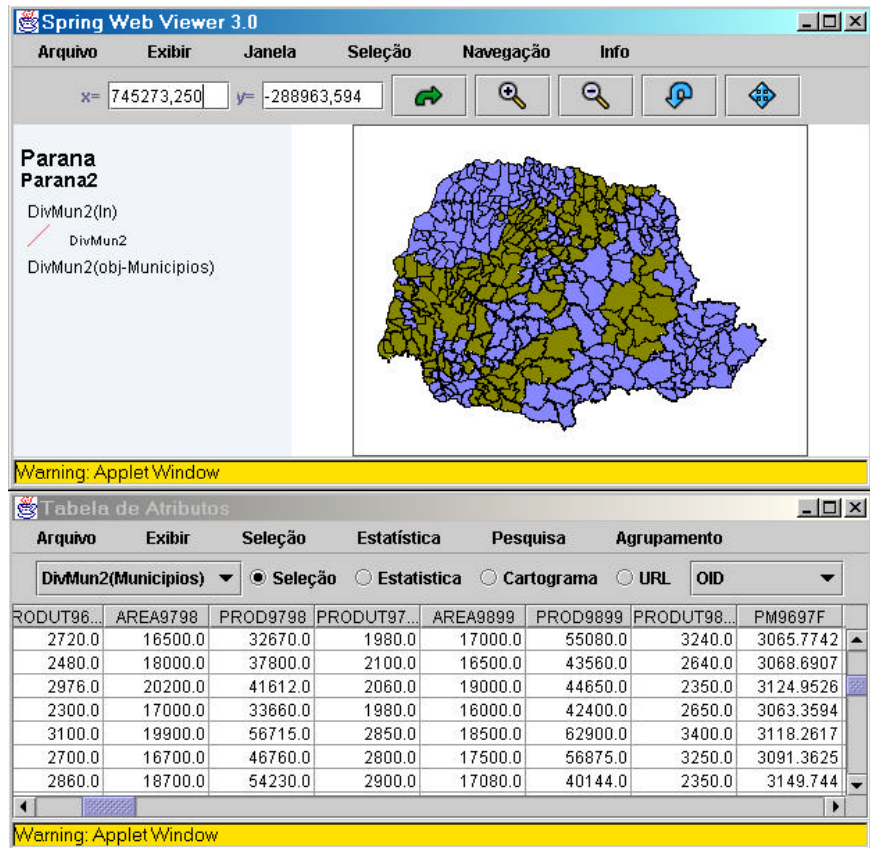 Spring Web Viewer 3.0
Arquivo Exibir Janela Seleção Navegação Info
x= 745273,250 y= -288963,594
Parana
Parana2
DivMun2(ln)
DivMun2
DivMun2(obj-Municipios)
Warning: Applet Window
Tabela de Atributos
Arquivo Exibir Seleção Estatística Pesquisa Agrupamento
DivMun2(Municipios) Seleção Estatistica Cartograma URL OID
RODUT96... AREA9798 PROD9798 PRODUT97... AREA9899 PROD9899 PRODUT98... PM9697F
2720.0 16500.0 32670.0 1980.0 17000.0 55080.0 3240.0 3065.7742
2480.0 18000.0 37800.0 2100.0 16500.0 43560.0 2640.0 3068.6907
2976.0 20200.0 41612.0 2060.0 19000.0 44650.0 2350.0 3124.9526
2300.0 17000.0 33660.0 1980.0 16000.0 42400.0 2650.0 3063.3594
3100.0 19900.0 56715.0 2850.0 18500.0 62900.0 3400.0 3118.2617
2700.0 16700.0 46760.0 2800.0 17500.0 56875.0 3250.0 3091.3625
2860.0 18700.0 54230.0 2900.0 17080.0 40144.0 2350.0 3149.744
Warning: Applet Window